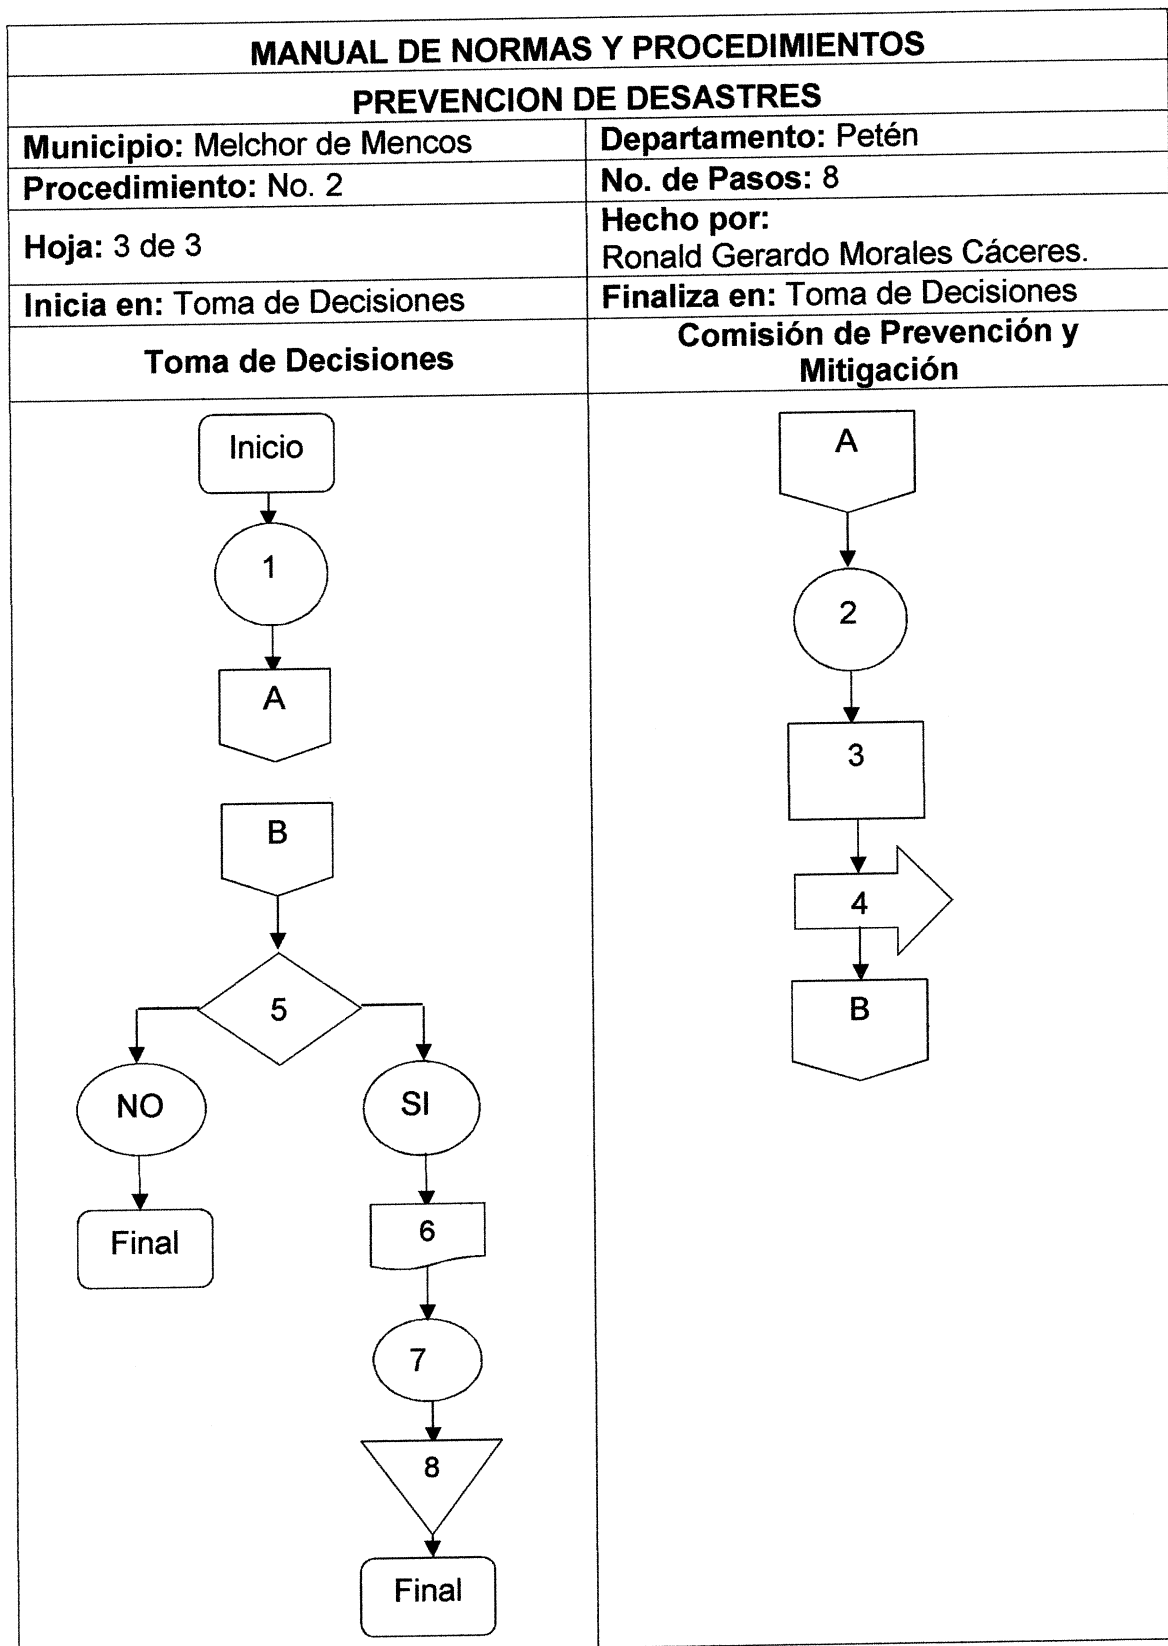 MANUAL DE NORMAS Y PROCEDIMIENTOS
PREVENCION DE DESASTRES
Municipio: Melchor de Mencos
Departamento: Petén
Procedimiento: No. 2
No. de Pasos: 8
Hoja: 3 de 3
Hecho por:
Ronald Gerardo Morales Cáceres.
Inicia en: Toma de Decisiones
Finaliza en: Toma de Decisiones
Toma de Decisiones
Comisión de Prevención y
Mitigación
Inicio
1
A
B
5
NO
SI
Final
6
7
8
Final
A
2
3
4
B